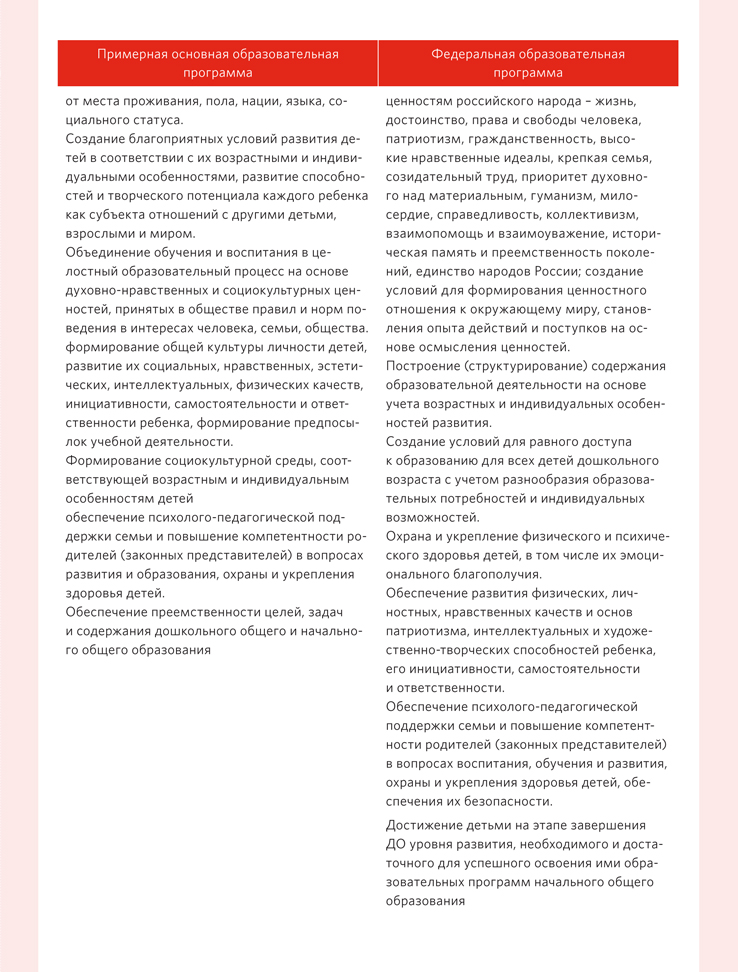 Примерная основная образовательная
программа
от места проживания, пола, нации, языка, со-
циального статуса.
Создание благоприятных условий развития де-
тей в соответствии с их возрастными и индиви-
дуальными особенностями, развитие способно-
стей и творческого потенциала каждого ребенка
как субъекта отношений с другими детьми,
взрослыми и миром.
Объединение обучения и воспитания в це-
лостный образовательный процесс на основе
духовно-нравственных и социокультурных цен-
ностей, принятых в обществе правил и норм по-
ведения в интересах человека, семьи, общества.
формирование общей культуры личности детей,
развитие их социальных, нравственных, эстети-
ческих, интеллектуальных, физических качеств,
инициативности, самостоятельности и ответ-
ственности ребенка, формирование предпосы-
лок учебной деятельности.
Формирование социокультурной среды, соот-
ветствующей возрастным и индивидуальным
особенностям детей
обеспечение психолого-педагогической под-
держки семьи и повышение компетентности ро-
дителей (законных представителей) в вопросах
развития и образования, охраны и укрепления
здоровья детей.
Обеспечение преемственности целей, задач
и содержания дошкольного общего и начально-
го общего образования
Федеральная образовательная
программа
ценностям российского народа – жизнь,
достоинство, права и свободы человека,
патриотизм, гражданственность, высо-
кие нравственные идеалы, крепкая семья,
созидательный труд, приоритет духовно-
го над материальным, гуманизм, мило-
сердие, справедливость, коллективизм,
взаимопомощь и взаимоуважение, истори-
ческая память и преемственность поколе-
ний, единство народов России; создание
условий для формирования ценностного
отношения к окружающему миру, станов-
ления опыта действий и поступков на ос-
нове осмысления ценностей.
Построение (структурирование) содержания
образовательной деятельности на основе
учета возрастных и индивидуальных особен-
ностей развития.
Создание условий для равного доступа
к образованию для всех детей дошкольного
возраста с учетом разнообразия образова-
тельных потребностей и индивидуальных
возможностей.
Охрана и укрепление физического и психиче-
ского здоровья детей, в том числе их эмоци-
онального благополучия.
Обеспечение развития физических, лич-
ностных, нравственных качеств и основ
патриотизма, интеллектуальных и художе-
ственно-творческих способностей ребенка,
его инициативности, самостоятельности
и ответственности.
Обеспечение психолого-педагогической
поддержки семьи и повышение компетент-
ности родителей (законных представителей)
в вопросах воспитания, обучения и развития,
охраны и укрепления здоровья детей, обе-
спечения их безопасности.
Достижение детьми на этапе завершения
ДО уровня развития, необходимого и доста-
точного для успешного освоения ими обра-
зовательных программ начального общего
образования